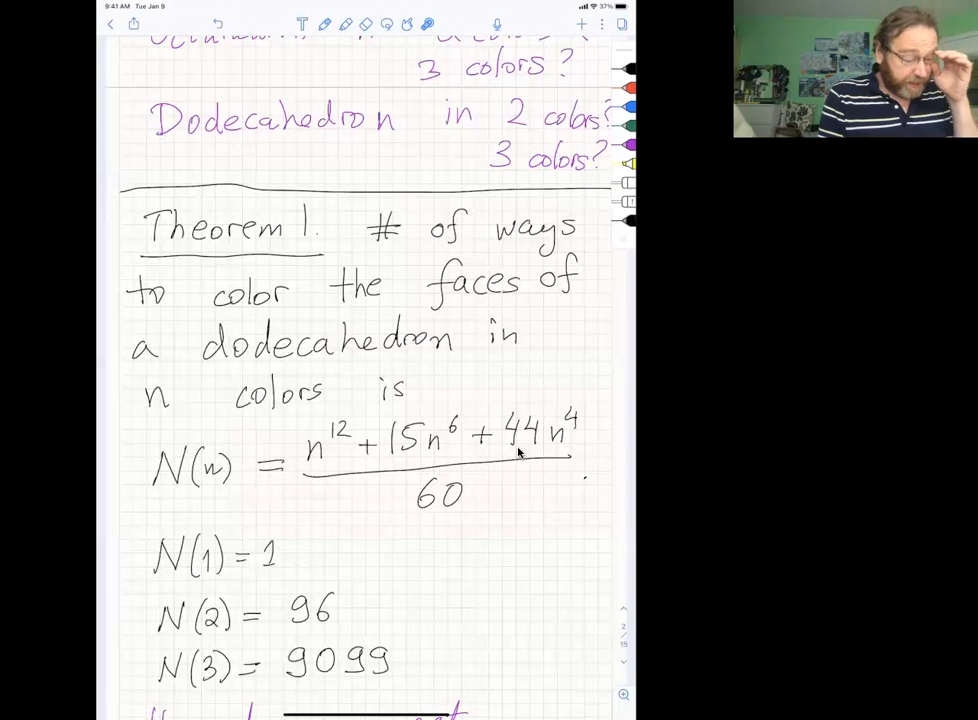 9:41 AM Tue Jan 9
37%
3 colors?
Dodecahedron in 2 colors?
3 colors?
Theorem 1. # of ways
to color the faces of
a dodecahedron in
n colors is
N(n) = (n^12 + 15n^6 + 44n^4) / 60 .
N(1) = 1
N(2) = 96
N(3) = 9099
2
/
15